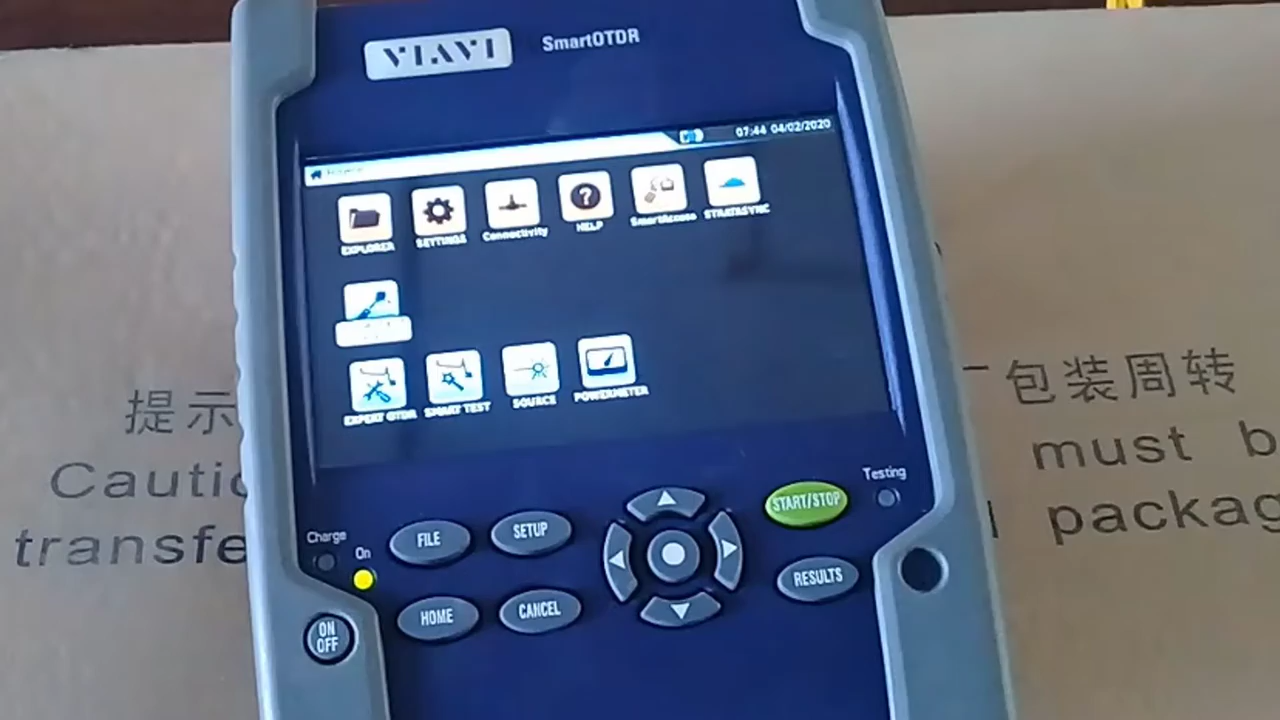 VIAVI SmartOTDR
07:44 04/02/2020
EXPLORER SETTINGS Connectivity HELP SmartAccess STRATASYNC
EXPERT OTDR SMART TEST SOURCE POWERMETER
Testing
START/STOP
Charge
On
FILE SETUP
RESULTS
HOME CANCEL
ON
OFF
提示
包装周转
must b
packag
Cautio
transfe